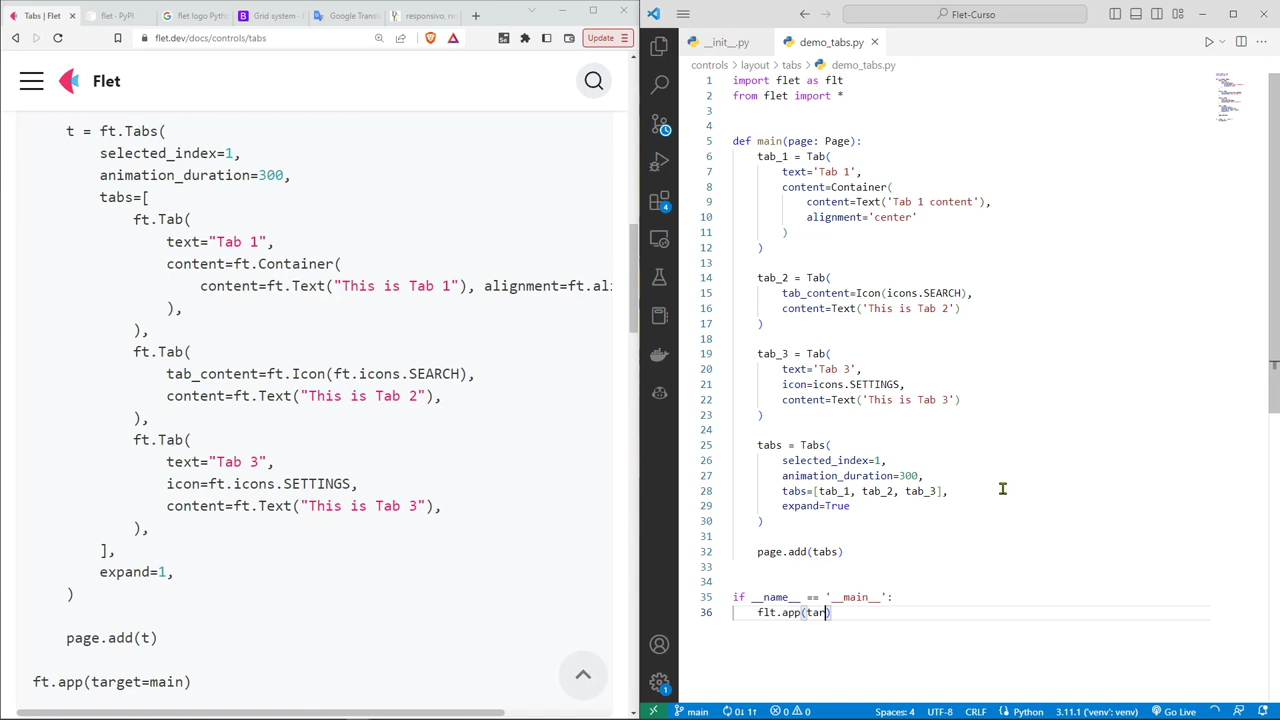 Tabs | Flet
flet · PyPI
flet logo Pytho
Grid system -
Google Transl
responsivo, re
flet.dev/docs/controls/tabs
Update
Flet
t = ft.Tabs(
selected_index=1,
animation_duration=300,
tabs=[
ft.Tab(
text="Tab 1",
content=ft.Container(
content=ft.Text("This is Tab 1"), alignment=ft.ali
),
),
ft.Tab(
tab_content=ft.Icon(ft.icons.SEARCH),
content=ft.Text("This is Tab 2"),
),
ft.Tab(
text="Tab 3",
icon=ft.icons.SETTINGS,
content=ft.Text("This is Tab 3"),
),
],
expand=1,
)
page.add(t)
ft.app(target=main)
Flet-Curso
__init__.py
demo_tabs.py
controls > layout > tabs > demo_tabs.py
1 import flet as flt
2 from flet import *
3
4
5 def main(page: Page):
6 tab_1 = Tab(
7 text='Tab 1',
8 content=Container(
9 content=Text('Tab 1 content'),
10 alignment='center'
11 )
12 )
13
14 tab_2 = Tab(
15 tab_content=Icon(icons.SEARCH),
16 content=Text('This is Tab 2')
17 )
18
19 tab_3 = Tab(
20 text='Tab 3',
21 icon=icons.SETTINGS,
22 content=Text('This is Tab 3')
23 )
24
25 tabs = Tabs(
26 selected_index=1,
27 animation_duration=300,
28 tabs=[tab_1, tab_2, tab_3],
29 expand=True
30 )
31
32 page.add(tabs)
33
34
35 if __name__ == '__main__':
36 flt.app(tar)
4
1
main 0↓ 1↑ 0 0 Spaces: 4 UTF-8 CRLF Python 3.11.1 ('venv': venv) Go Live